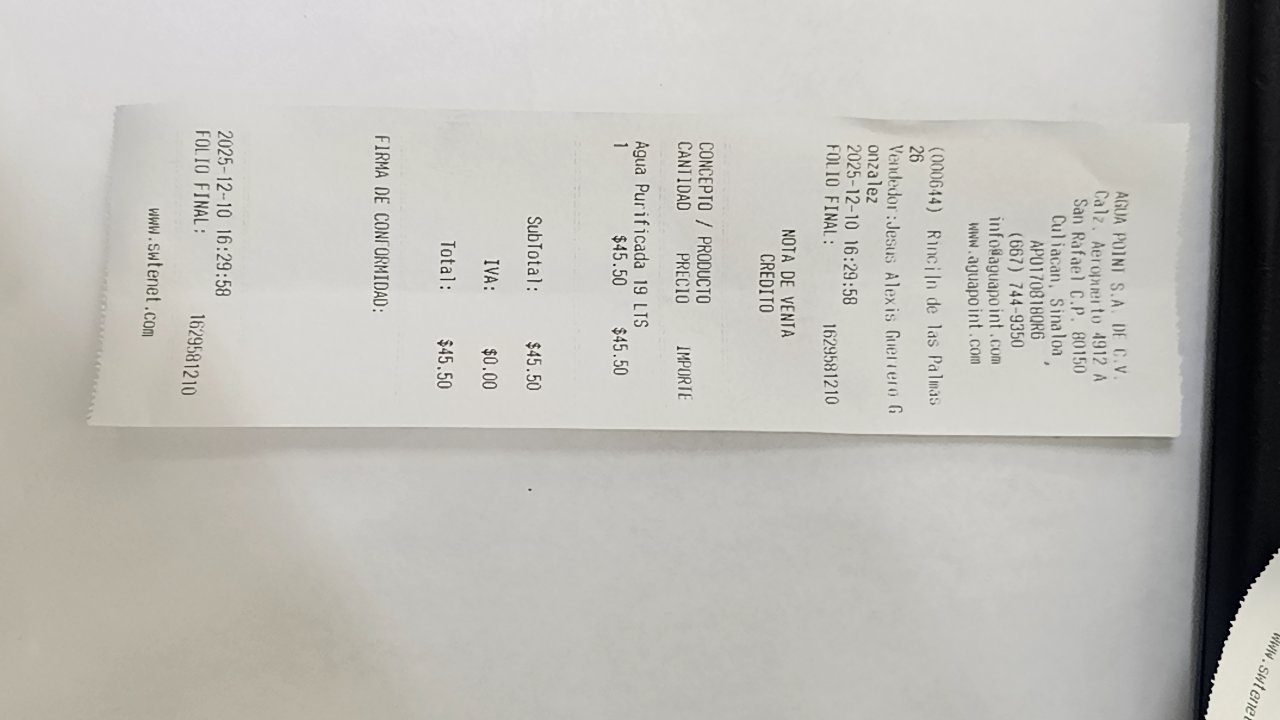 AGUA POINT S.A. DE C.V.
Calz. Aeropuerto 4912 A
San Rafael C.P. 80150
,
Culiacan, Sinaloa
APO170818QR6
(667) 744-9350
info@aguapoint.com
www.aguapoint.com
(000644) Rinclln de las Palmas
26
Vendedor:Jesus Alexis Guerrero G
onzalez
2025-12-10 16:29:58
FOLIO FINAL: 1629581210
NOTA DE VENTA
CREDITO
CONCEPTO / PRODUCTO
CANTIDAD PRECIO IMPORTE
Agua Purificada 19 LTS
1 $45.50 $45.50
SubTotal: $45.50
IVA: $0.00
Total: $45.50
FIRMA DE CONFORMIDAD:
2025-12-10 16:29:58
FOLIO FINAL: 1629581210
www.swtenet.com
www.swtenet